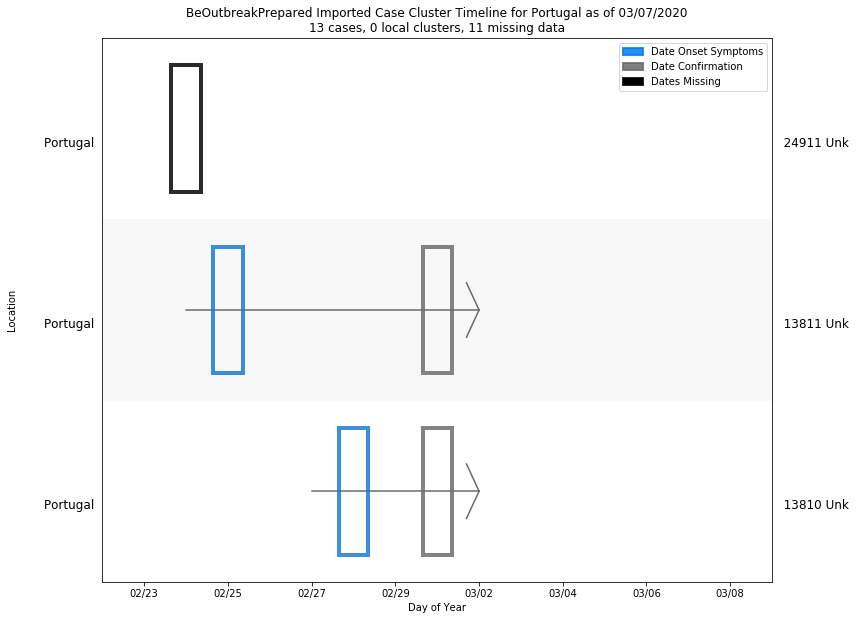 BeOutbreakPrepared Imported Case Cluster Timeline for Portugal as of 03/07/2020
13 cases, 0 local clusters, 11 missing data
Date Onset Symptoms
Date Confirmation
Dates Missing
Portugal
24911 Unk
Location
Portugal
13811 Unk
Portugal
13810 Unk
02/23 02/25 02/27 02/29 03/02 03/04 03/06 03/08
Day of Year